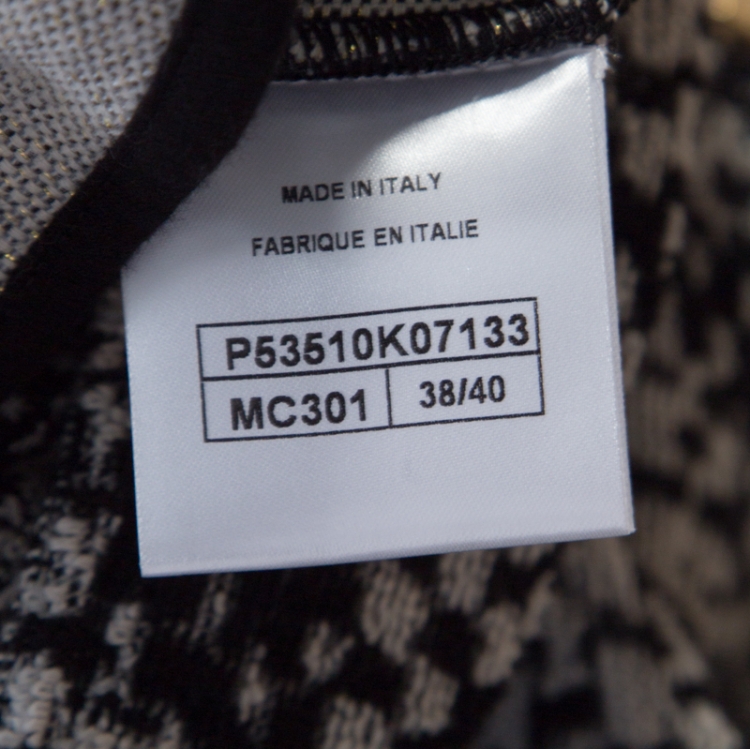 MADE IN ITALY
FABRIQUE EN ITALIE
P53510K07133
MC301 38/40